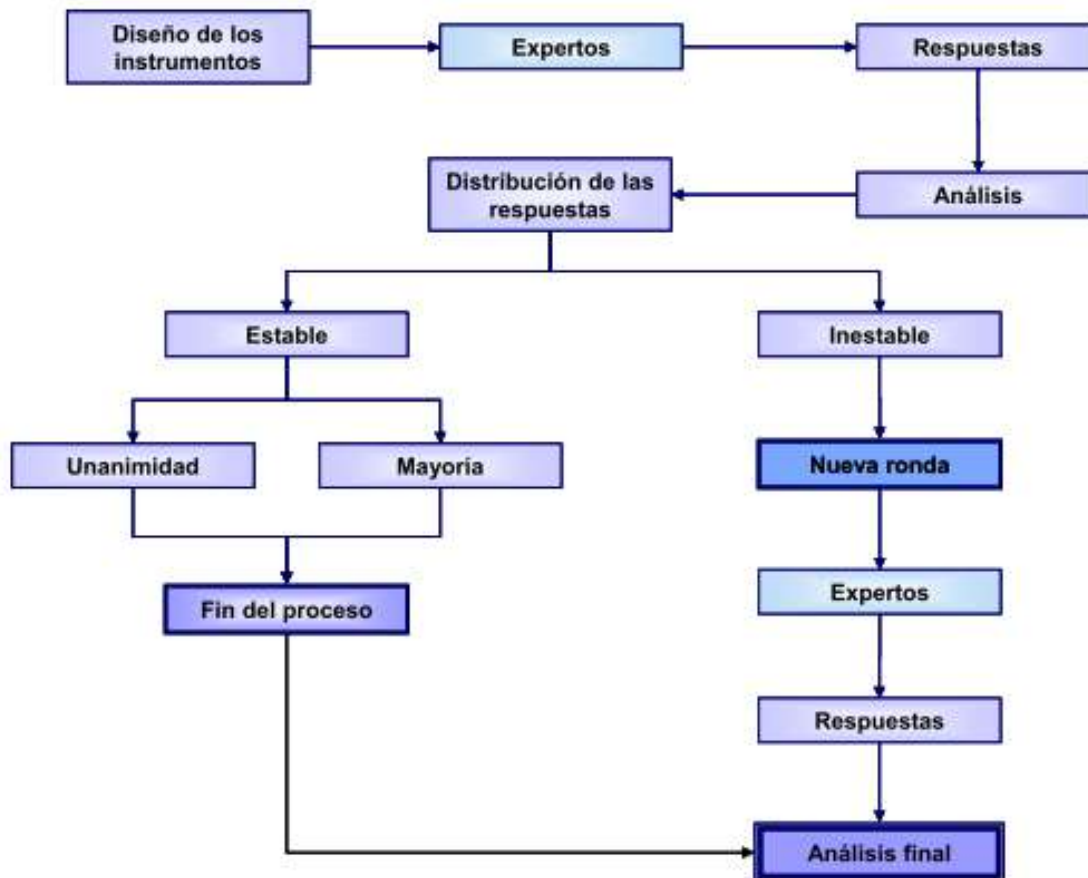 Diseño de los
instrumentos
Expertos
Respuestas
Distribución de las
respuestas
Análisis
Estable
Inestable
Unanimidad
Mayoría
Nueva ronda
Fin del proceso
Expertos
Respuestas
Análisis final